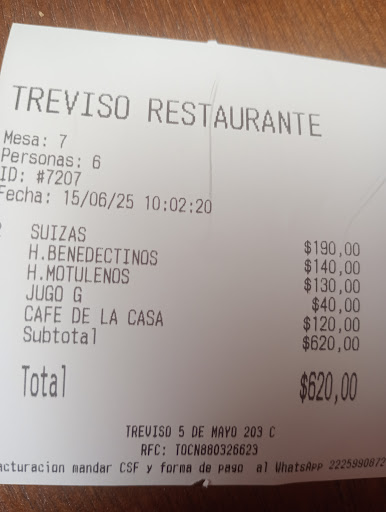 TREVISO RESTAURANTE
Mesa: 7
Personas: 6
ID: #7207
Fecha: 15/06/25 10:02:20
SUIZAS $190,00
H.BENEDECTINOS $140,00
H.MOTULENOS $130,00
JUGO G $40,00
CAFE DE LA CASA $120,00
Subtotal $620,00
Total $620,00
TREVISO 5 DE MAYO 203 C
RFC: TOCN880326623
acturacion mandar CSF y forma de pago al WhatsApp 2225990872